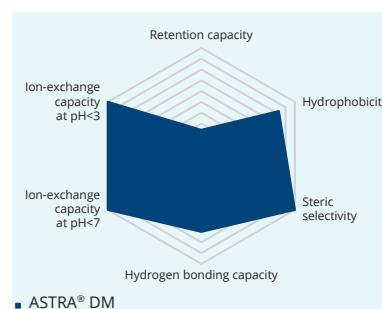 Retention capacity
Ion-exchange
capacity
at pH<3
Hydrophobicit
Ion-exchange
capacity
at pH<7
Steric
selectivity
Hydrogen bonding capacity
ASTRA® DM